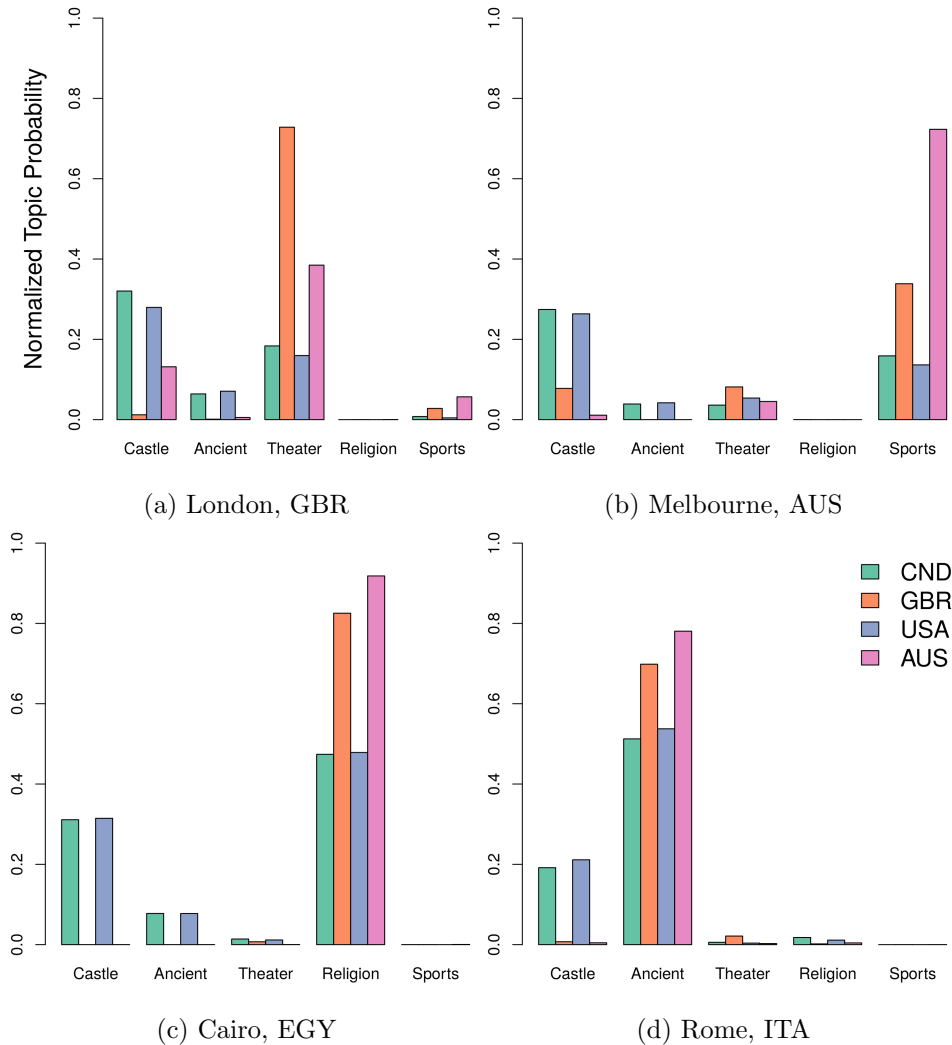 Normalized Topic Probability
1.0
0.8
0.6
0.4
0.2
0.0
Castle Ancient Theater Religion Sports
(a) London, GBR
1.0
0.8
0.6
0.4
0.2
0.0
Castle Ancient Theater Religion Sports
(b) Melbourne, AUS
1.0
0.8
0.6
0.4
0.2
0.0
Castle Ancient Theater Religion Sports
(c) Cairo, EGY
1.0
0.8
0.6
0.4
0.2
0.0
CND
GBR
USA
AUS
Castle Ancient Theater Religion Sports
(d) Rome, ITA